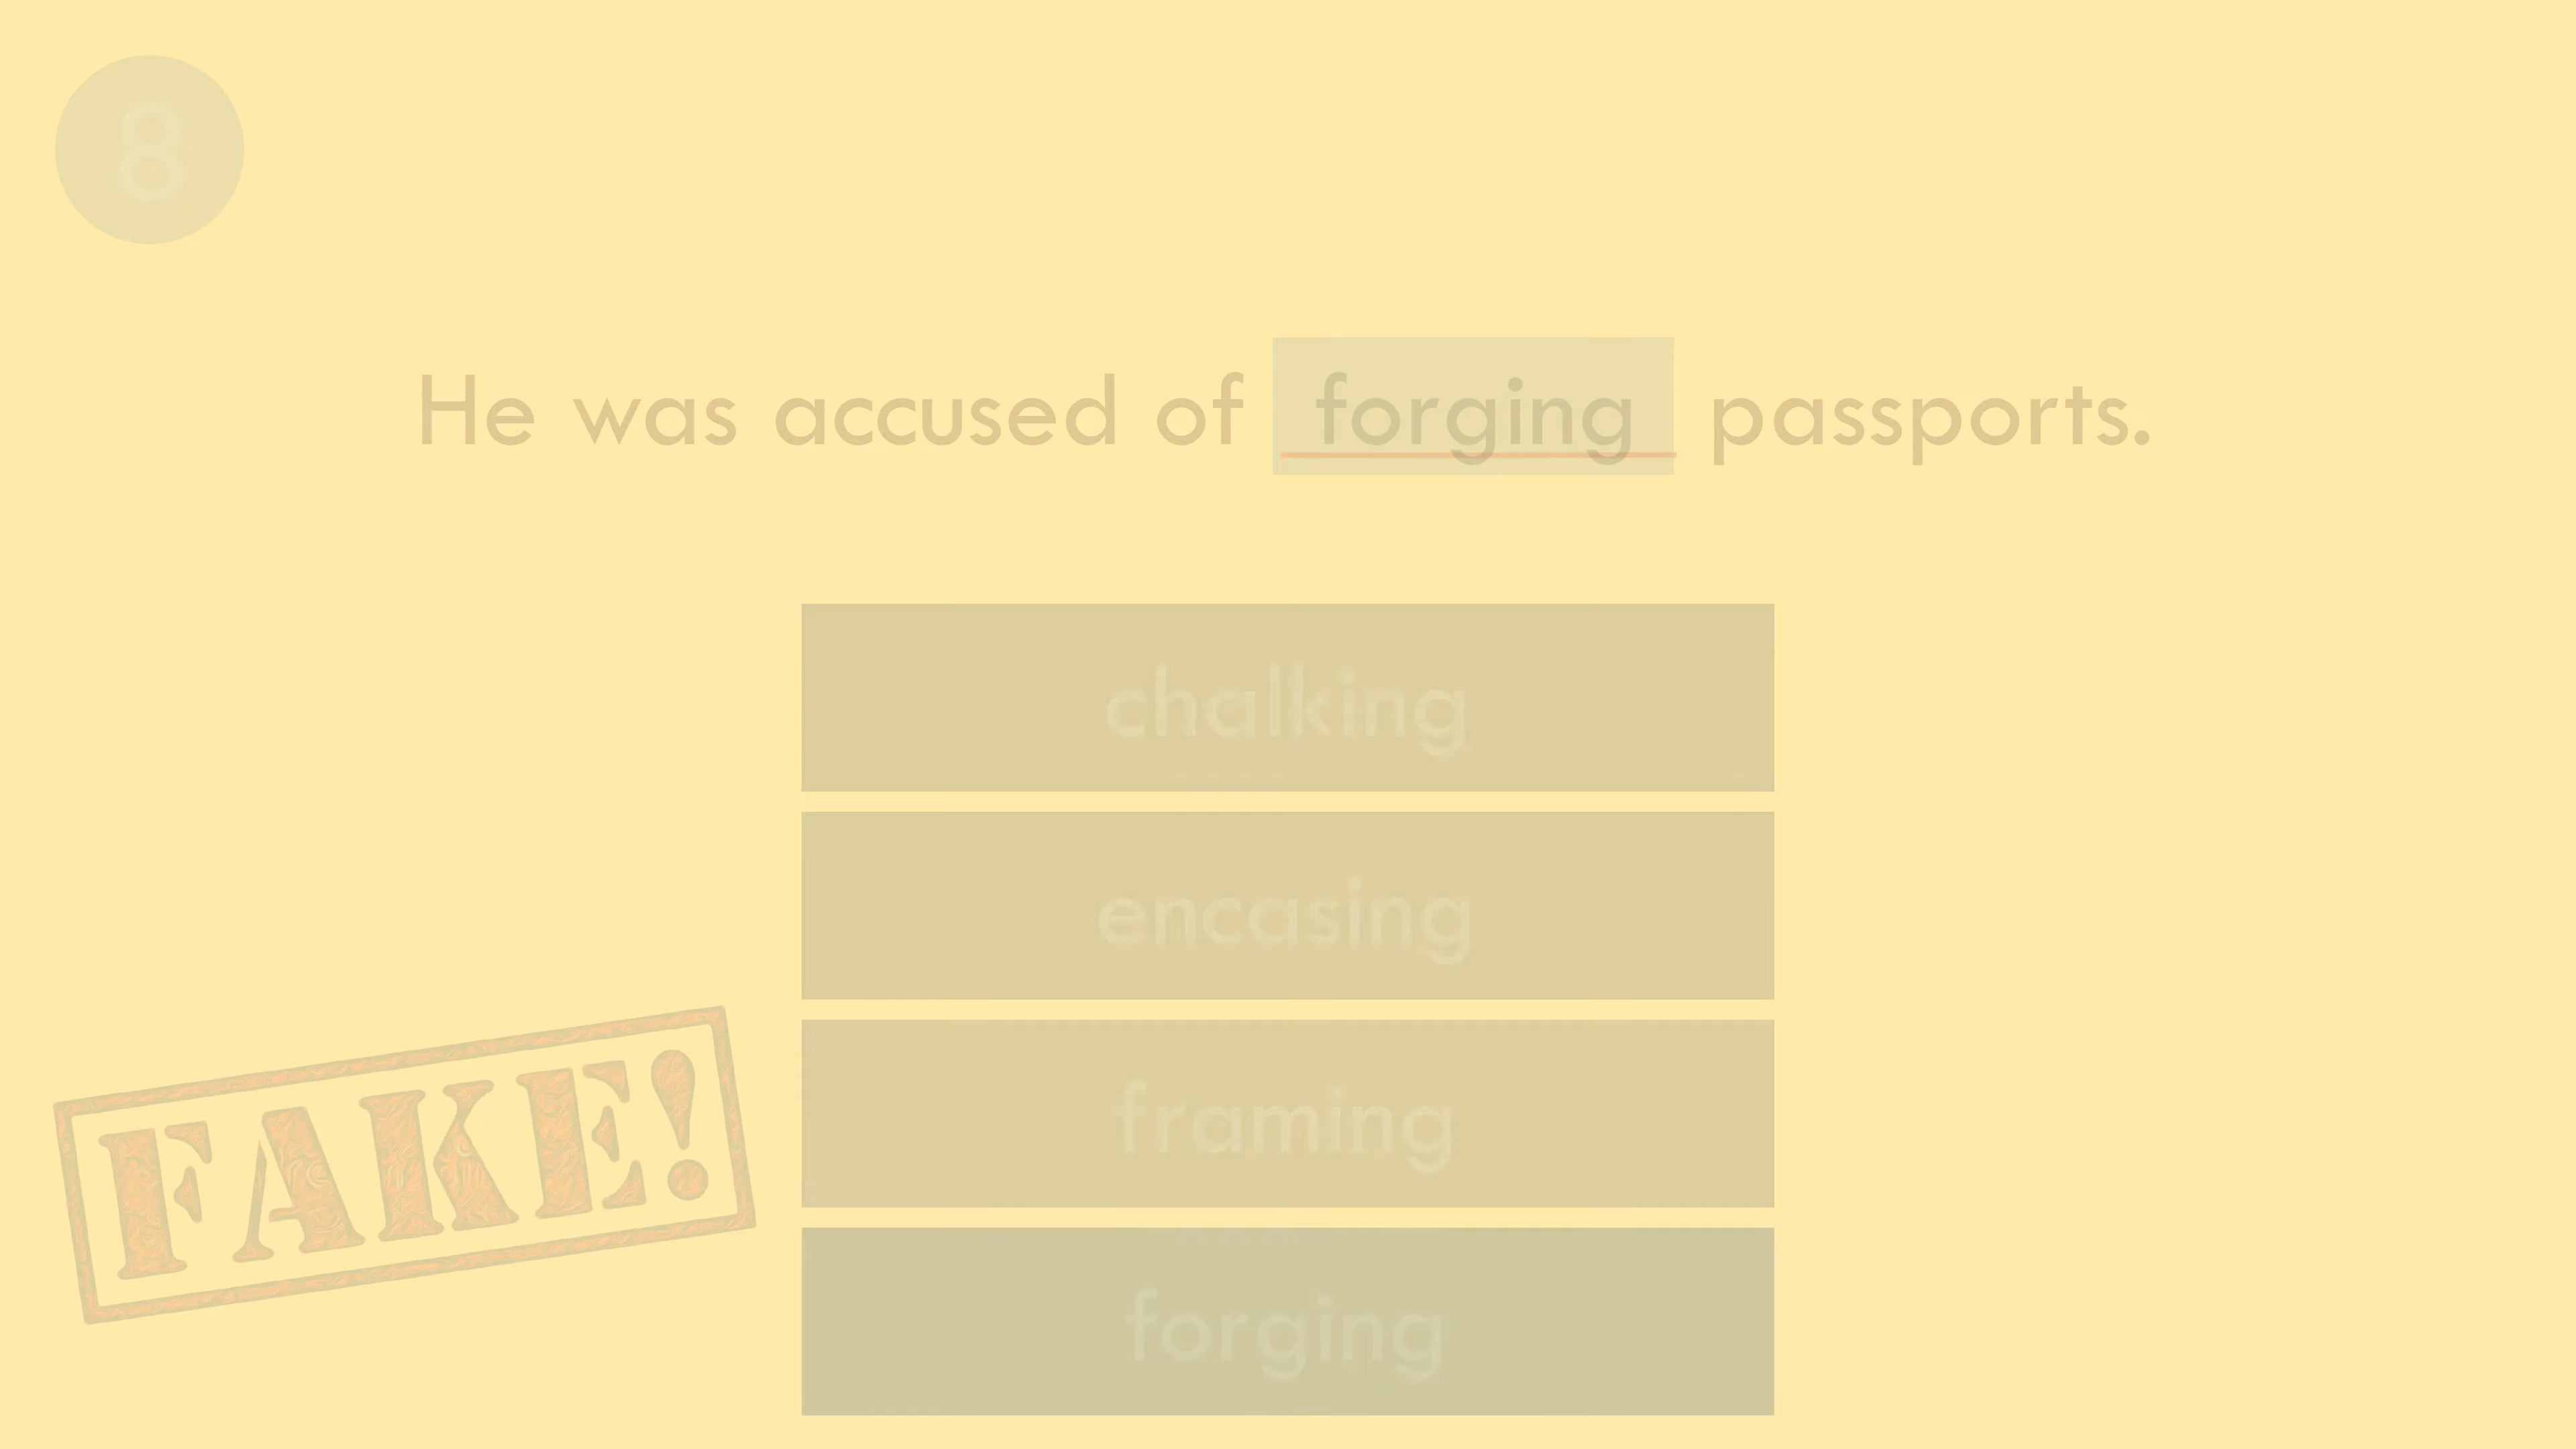 8
He was accused of forging passports.
chalking
encasing
framing
FAKE!
forging